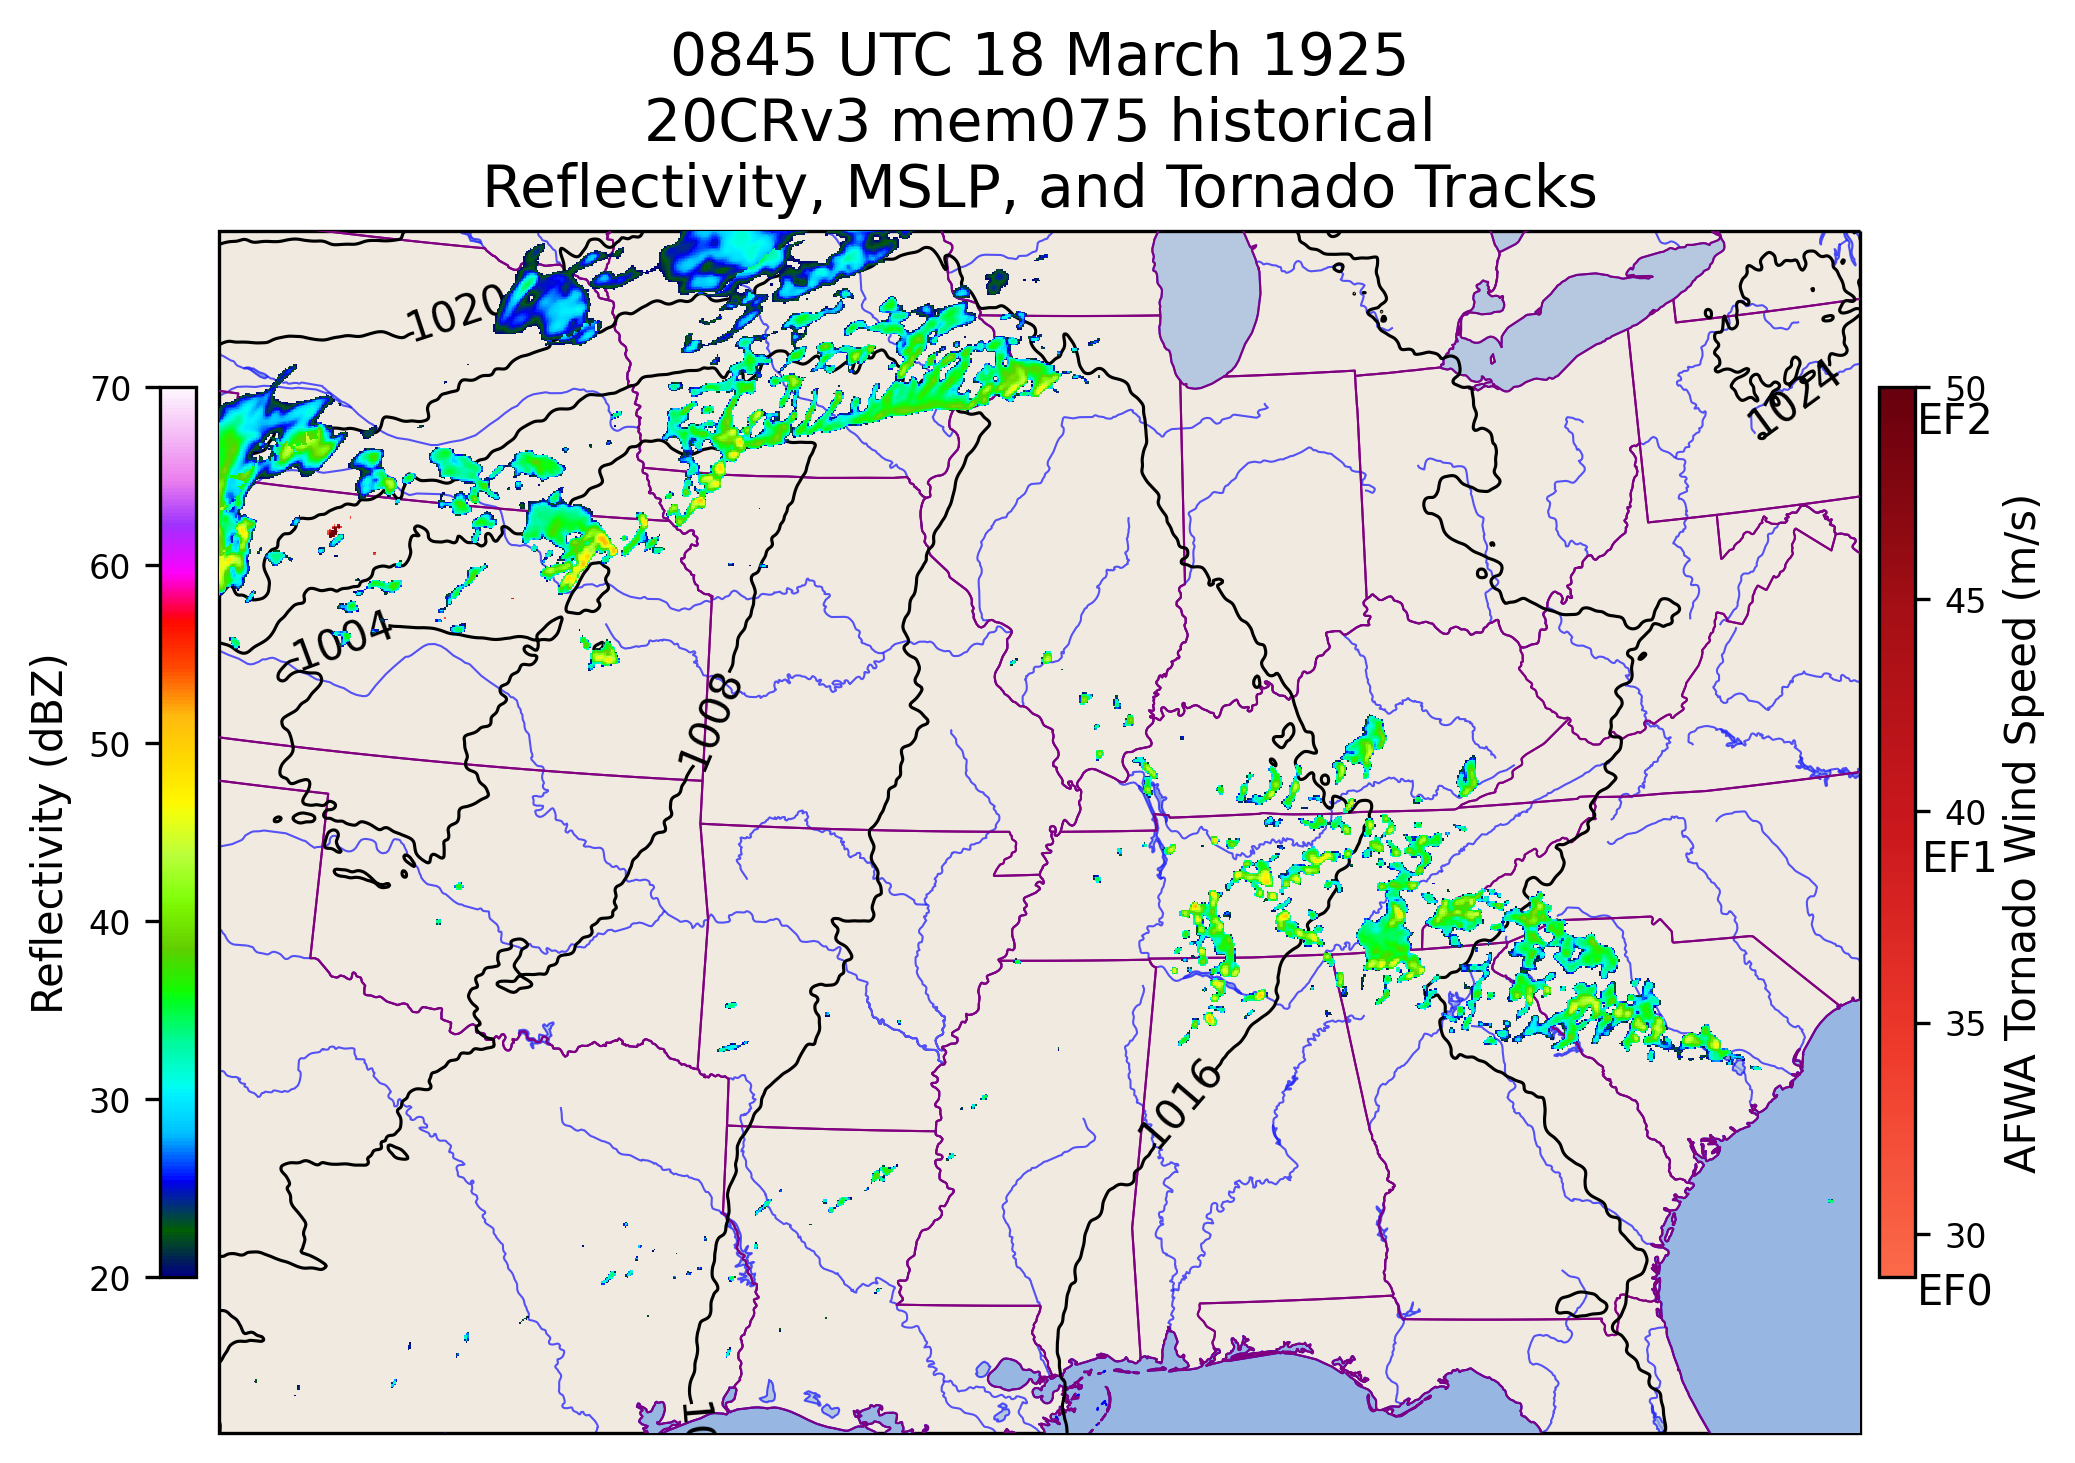 0845 UTC 18 March 1925
20CRv3 mem075 historical
Reflectivity, MSLP, and Tornado Tracks
1020
1024
1004
1008
1016
10
70
60
50
40
30
20
Reflectivity (dBZ)
50
EF2
45
40
EF1
35
30
EF0
AFWA Tornado Wind Speed (m/s)